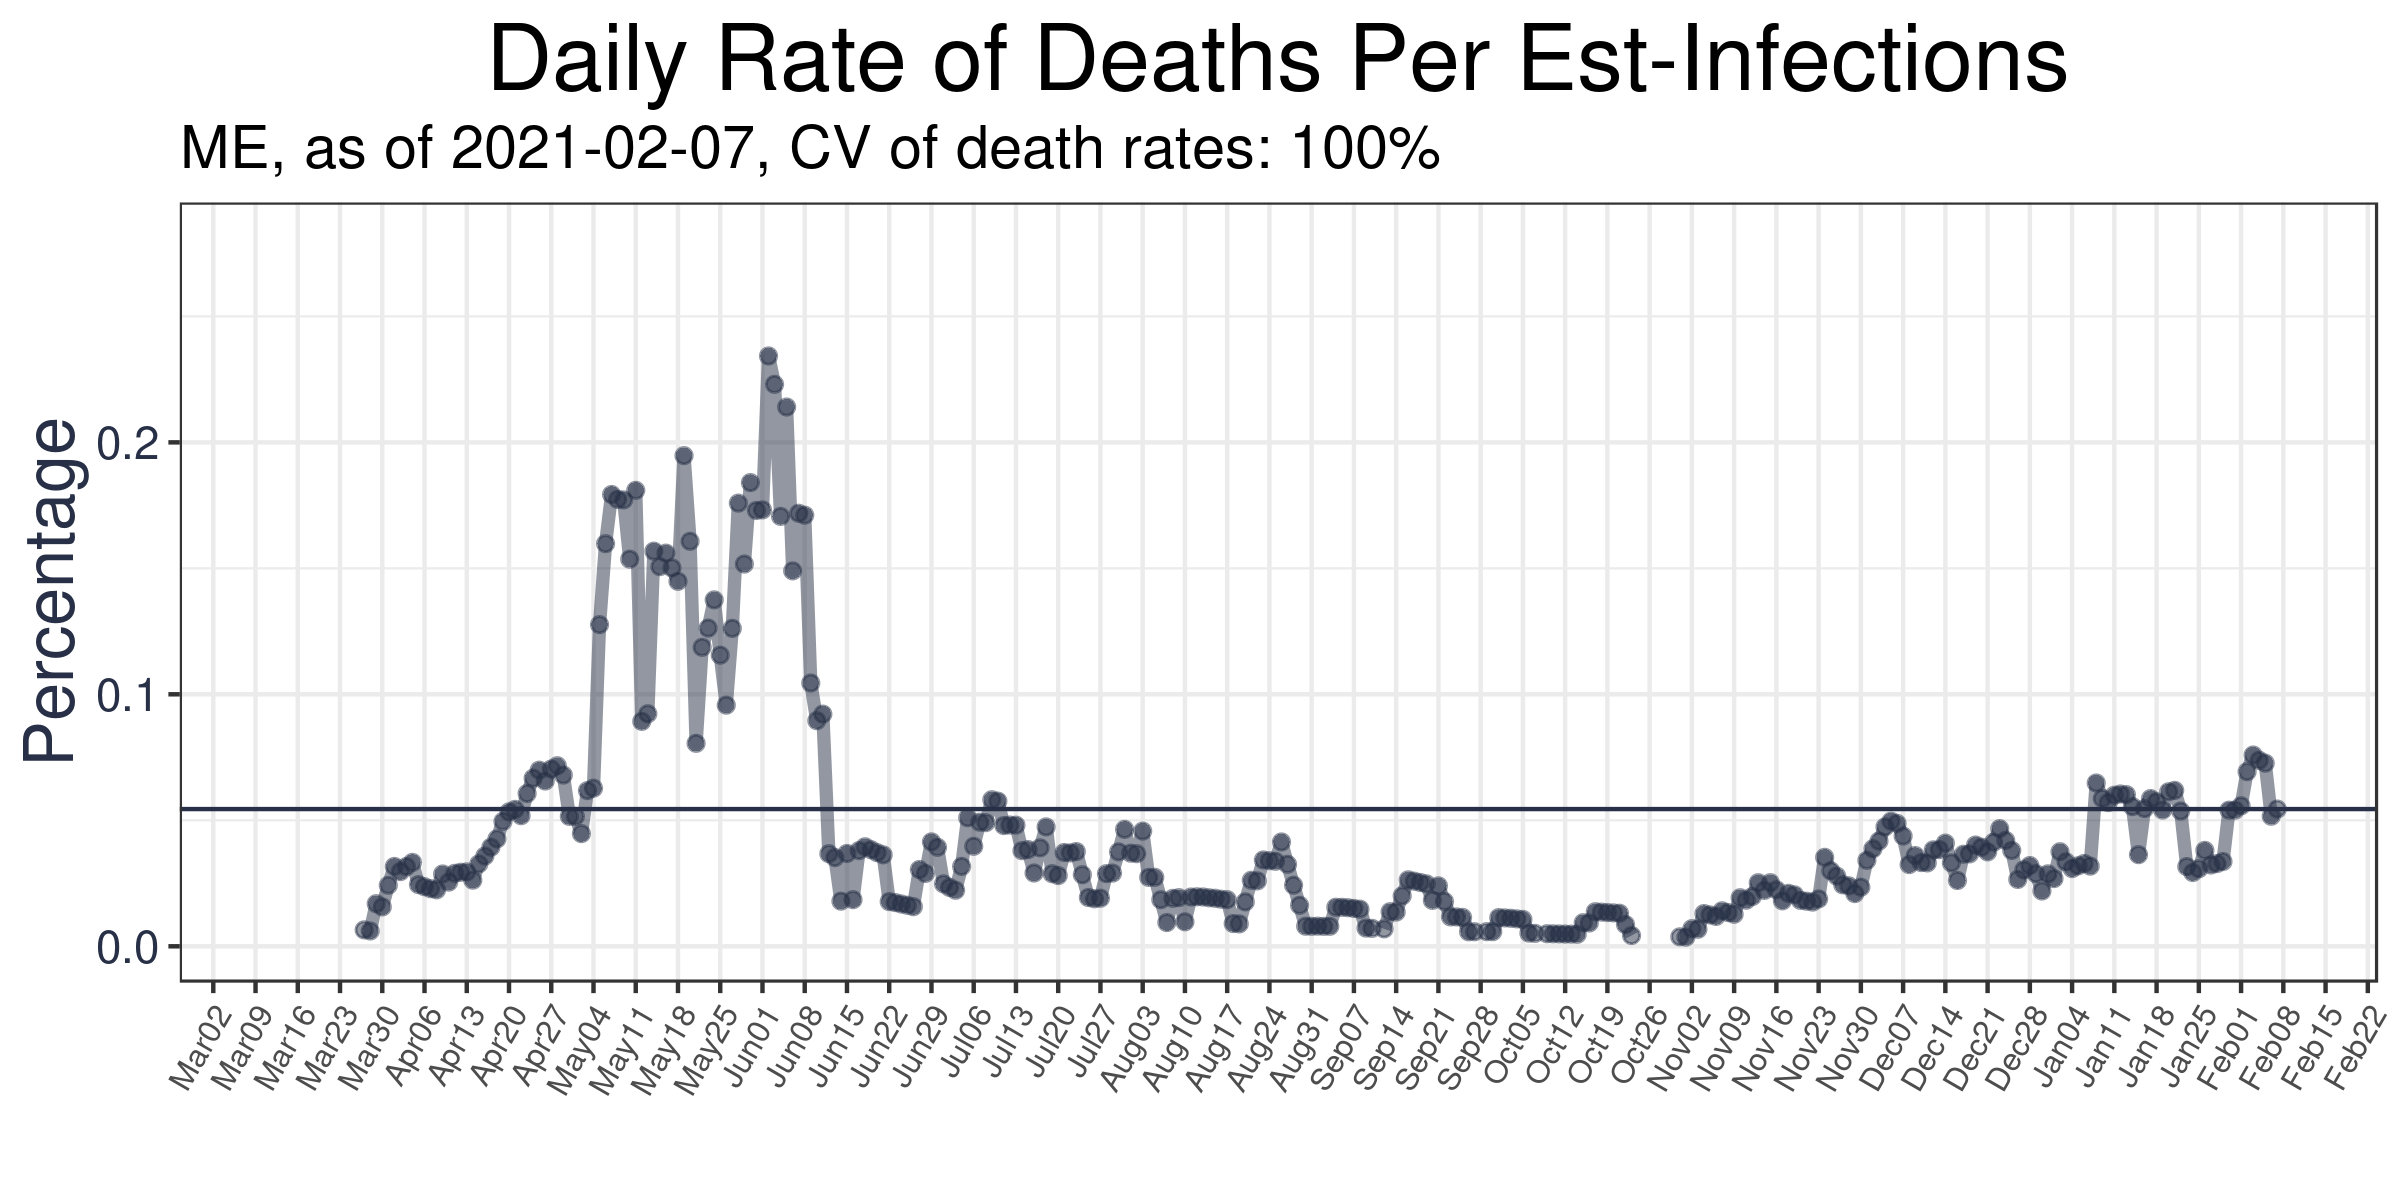 Daily Rate of Deaths Per Est-Infections
ME, as of 2021-02-07, CV of death rates: 100%
Percentage
0.2
0.1
0.0
Mar02 Mar09 Mar16 Mar23 Mar30 Apr06 Apr13 Apr20 Apr27 May04 May11 May18 May25 Jun01 Jun08 Jun15 Jun22 Jun29 Jul06 Jul13 Jul20 Jul27 Aug03 Aug10 Aug17 Aug24 Aug31 Sep07 Sep14 Sep21 Sep28 Oct05 Oct12 Oct19 Oct26 Nov02 Nov09 Nov16 Nov23 Nov30 Dec07 Dec14 Dec21 Dec28 Jan04 Jan11 Jan18 Jan25 Feb01 Feb08 Feb15 Feb22